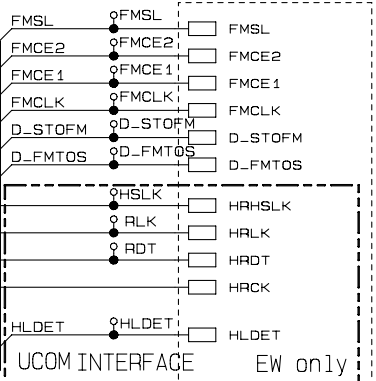 FMSL FMSL FMSL
FMCE2 FMCE2 FMCE2
FMCE1 FMCE1 FMCE1
FMCLK FMCLK FMCLK
D_STOFM D_STOFM D_STOFM
D_FMTOS D_FMTOS D_FMTOS
HSLK HRHSLK
RLK HRLK
RDT HRDT
HRCK
HLDET HLDET HLDET
UCOM INTERFACE EW only